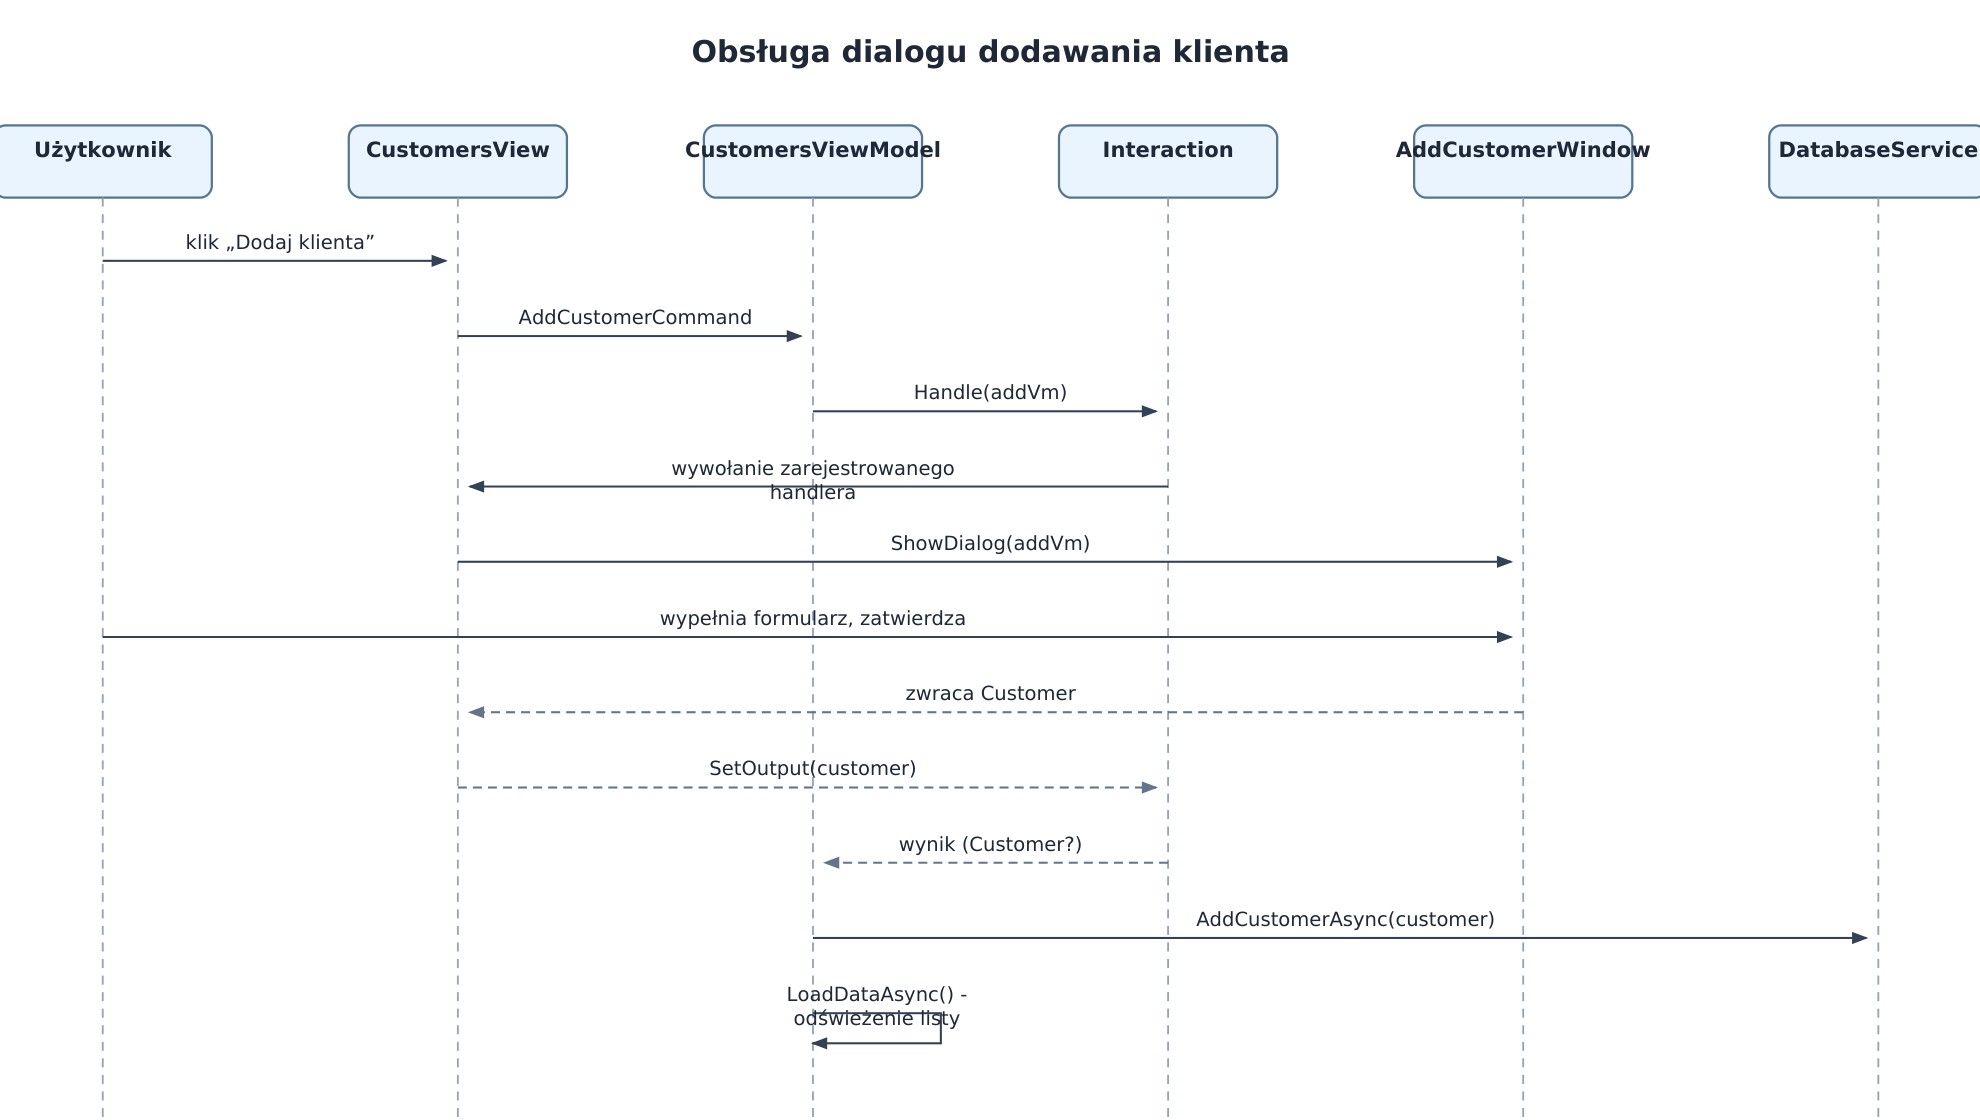 Obsługa dialogu dodawania klienta
Użytkownik
CustomersView
CustomersViewModel
Interaction
AddCustomerWindow
DatabaseService
klik „Dodaj klienta”
AddCustomerCommand
Handle(addVm)
wywołanie zarejestrowanego
handlera
ShowDialog(addVm)
wypełnia formularz, zatwierdza
zwraca Customer
SetOutput(customer)
wynik (Customer?)
AddCustomerAsync(customer)
LoadDataAsync() -
odświeżenie listy